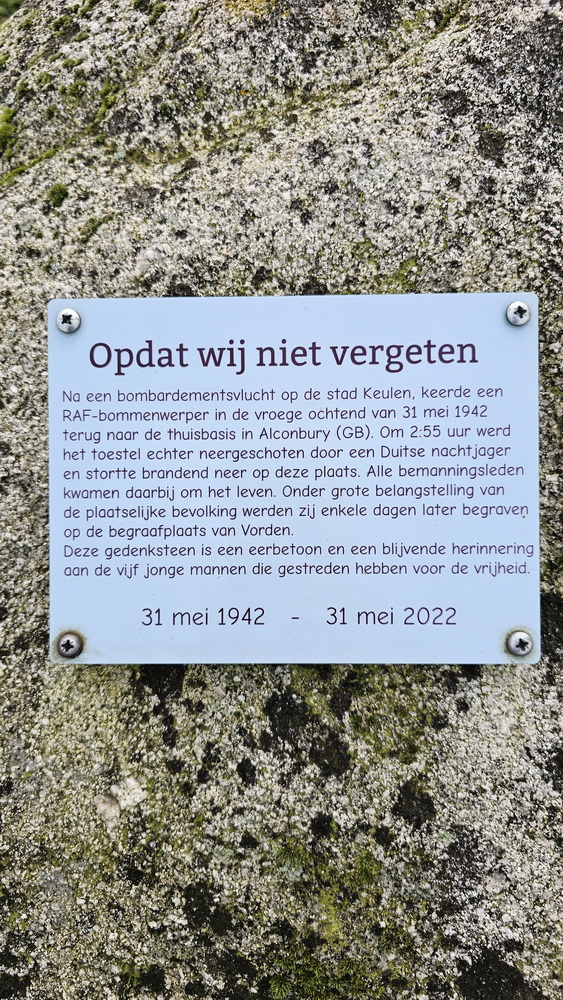 Opdat wij niet vergeten
Na een bombardementsvlucht op de stad Keulen, keerde een
RAF-bommenwerper in de vroege ochtend van 31 mei 1942
terug naar de thuisbasis in Alconbury (GB). Om 2:55 uur werd
het toestel echter neergeschoten door een Duitse nachtjager
en stortte brandend neer op deze plaats. Alle bemanningsleden
kwamen daarbij om het leven. Onder grote belangstelling van
de plaatselijke bevolking werden zij enkele dagen later begraven
op de begraafplaats van Vorden.
Deze gedenksteen is een eerbetoon en een blijvende herinnering
aan de vijf jonge mannen die gestreden hebben voor de vrijheid.
31 mei 1942 - 31 mei 2022